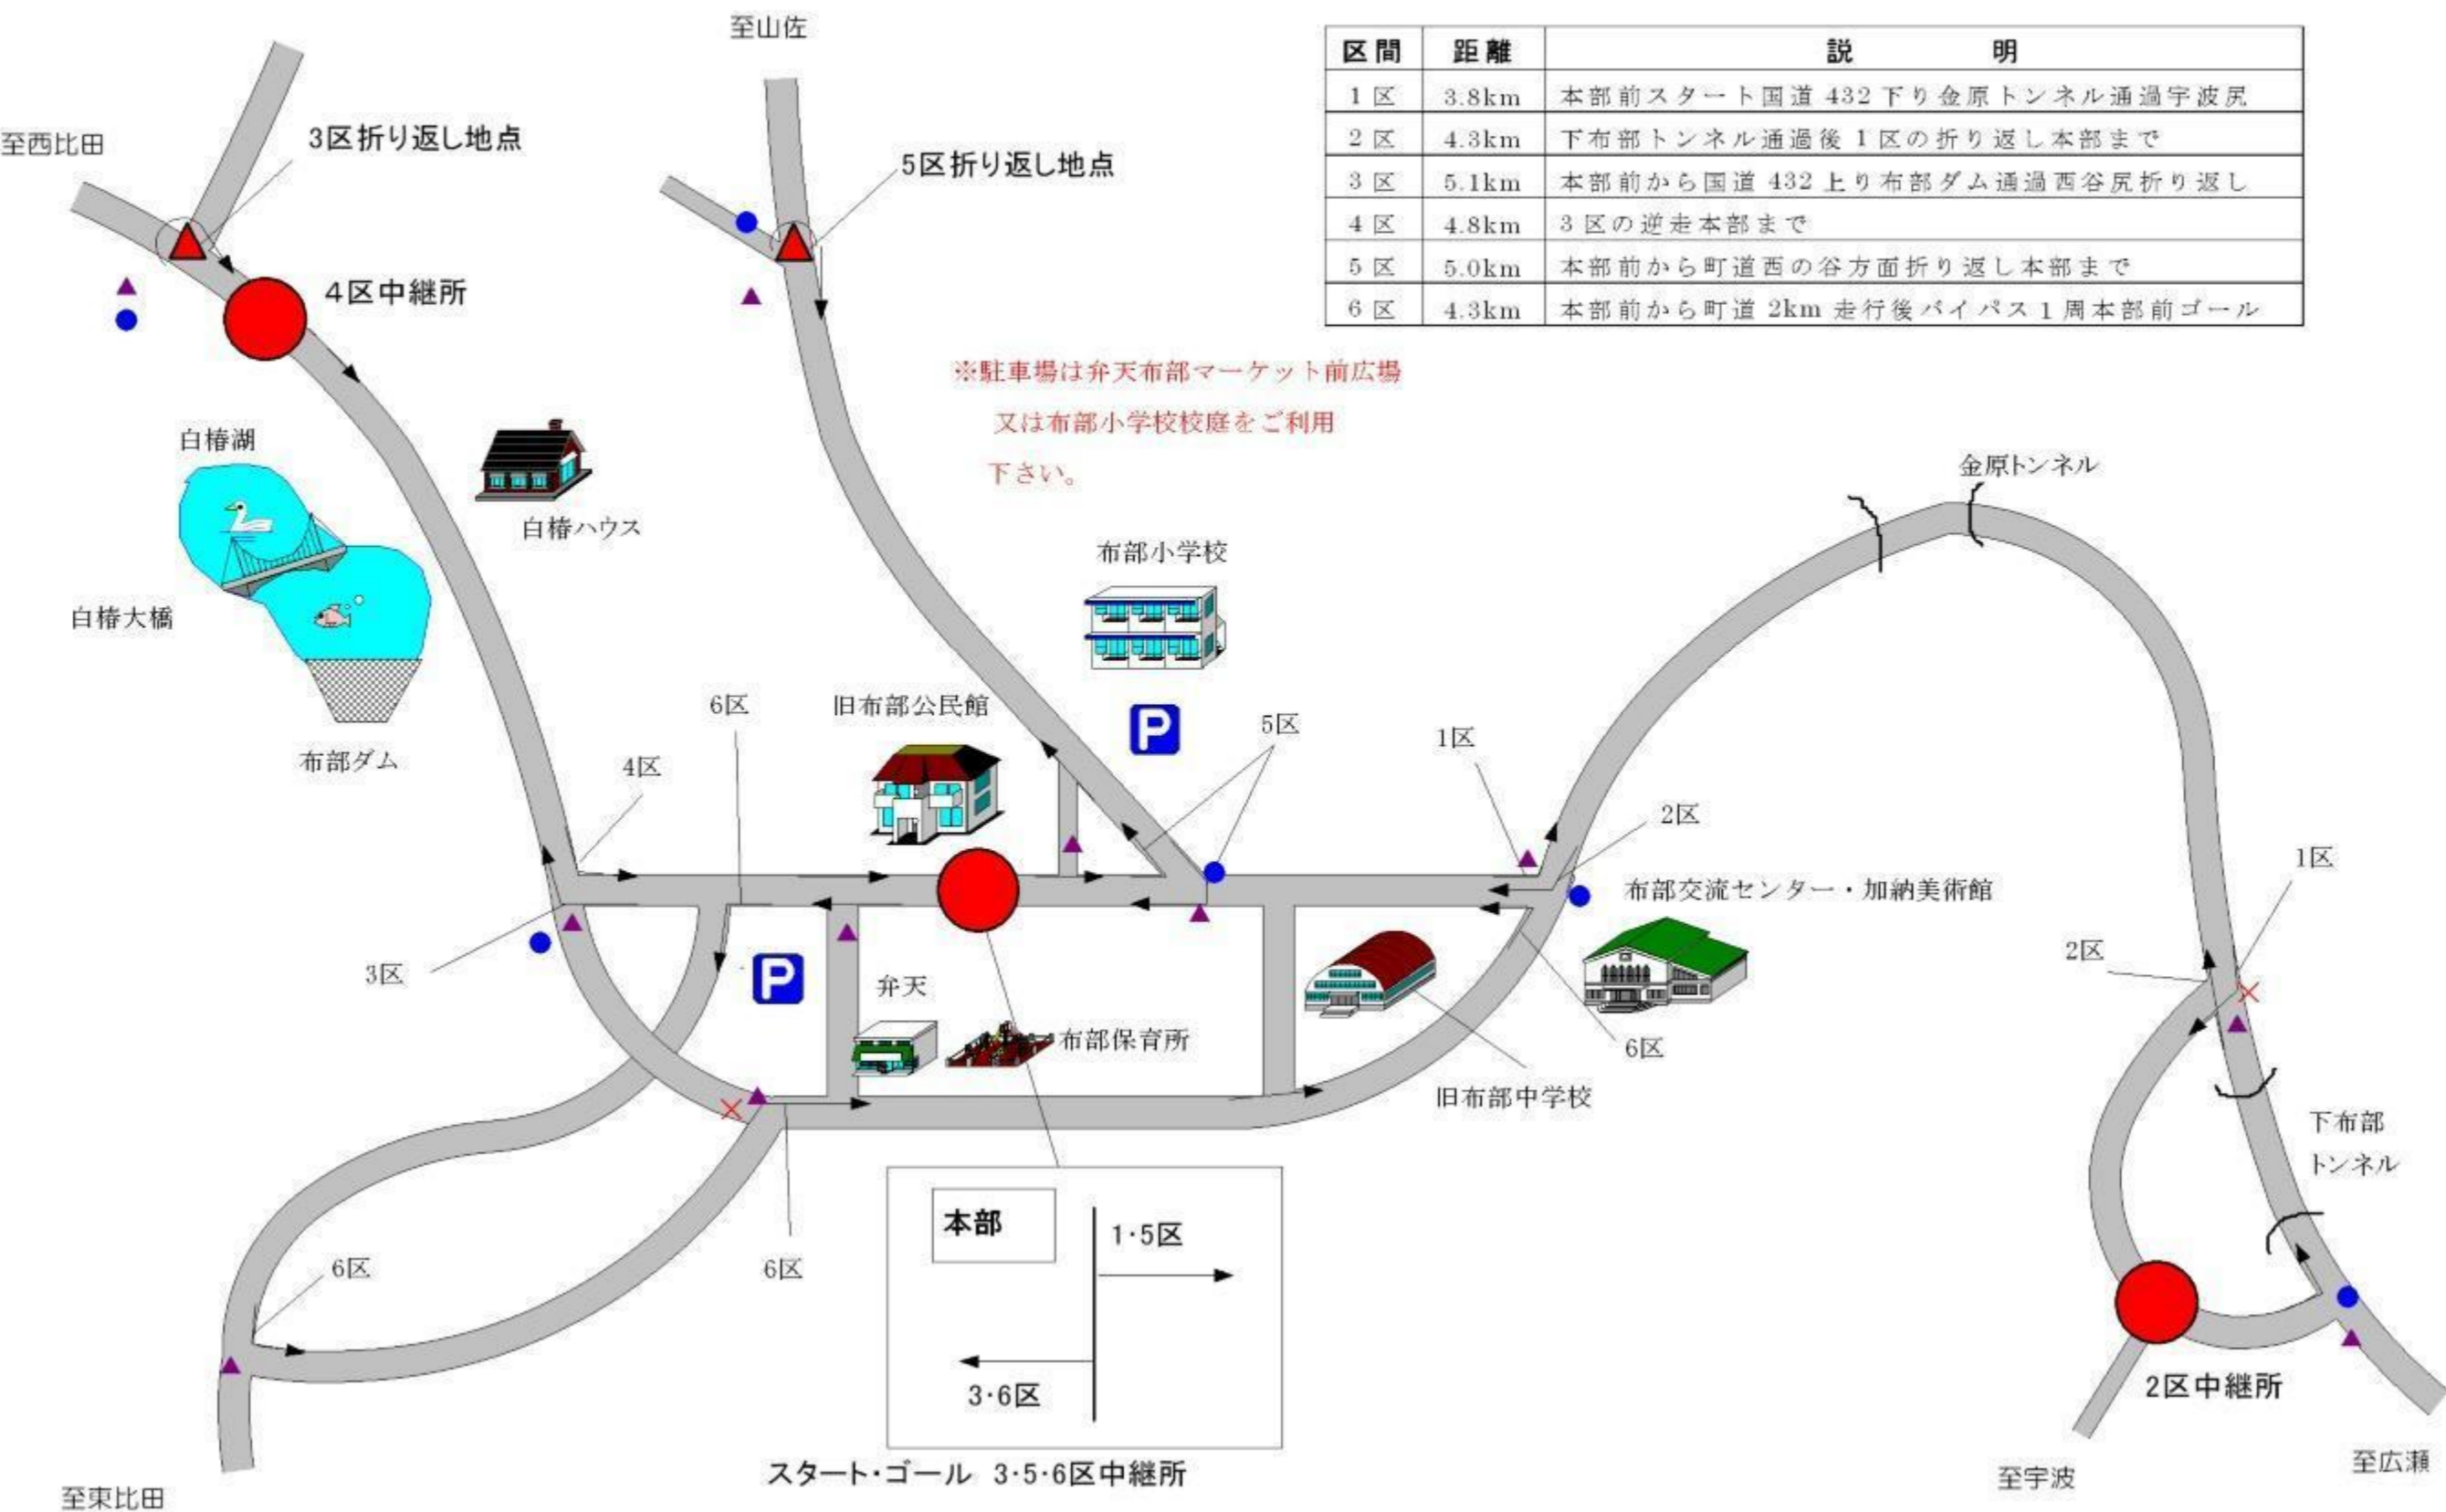 至山佐
区間 距離 説 明
1区 3.8km 本部前スタート国道432下り金原トンネル通過宇波尻
2区 4.3km 下布部トンネル通過後1区の折り返し本部まで
3区 5.1km 本部前から国道432上り布部ダム通過西谷尻折り返し
4区 4.8km 3区の逆走本部まで
5区 5.0km 本部前から町道西の谷方面折り返し本部まで
6区 4.3km 本部前から町道2km走行後バイパス1周本部前ゴール
至西比田
3区折り返し地点
5区折り返し地点
4区中継所
※駐車場は弁天布部マーケット前広場
又は布部小学校校庭をご利用
下さい。
白椿湖
白椿ハウス
金原トンネル
布部小学校
白椿大橋
布部ダム
6区
旧布部公民館
P
5区
1区
4区
2区
1区
布部交流センター・加納美術館
3区
P
弁天
2区
布部保育所
6区
旧布部中学校
下布部
トンネル
本部
1・5区
6区
6区
3・6区
2区中継所
スタート・ゴール 3・5・6区中継所
至東比田
至宇波
至広瀬